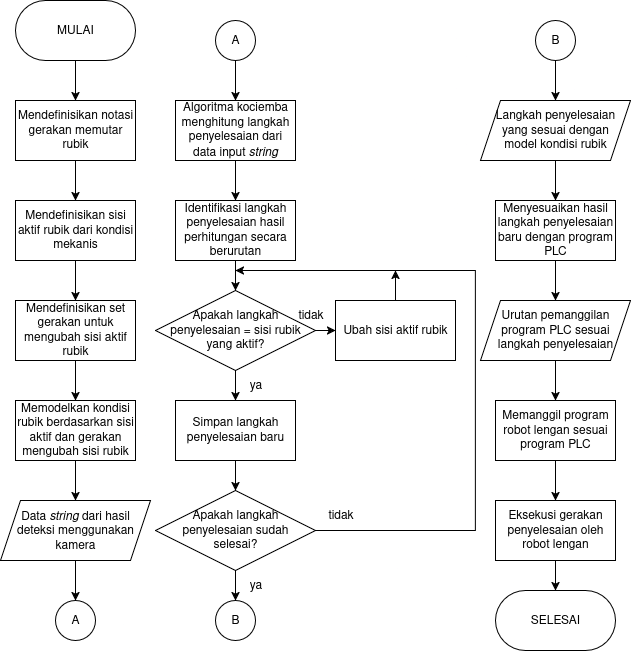 MULAI
Mendefinisikan notasi
gerakan memutar
rubik
Mendefinisikan sisi
aktif rubik dari kondisi
mekanis
Mendefinisikan set
gerakan untuk
mengubah sisi aktif
rubik
Memodelkan kondisi
rubik berdasarkan sisi
aktif dan gerakan
mengubah sisi rubik
Data string dari hasil
deteksi menggunakan
kamera
A
A
Algoritma kociemba
menghitung langkah
penyelesaian dari
data input string
Identifikasi langkah
penyelesaian hasil
perhitungan secara
berurutan
Apakah langkah
penyelesaian = sisi rubik
yang aktif?
tidak
Ubah sisi aktif rubik
ya
Simpan langkah
penyelesaian baru
Apakah langkah
penyelesaian sudah
selesai?
tidak
ya
B
B
Langkah penyelesaian
yang sesuai dengan
model kondisi rubik
Menyesuaikan hasil
langkah penyelesaian
baru dengan program
PLC
Urutan pemanggilan
program PLC sesuai
langkah penyelesaian
Memanggil program
robot lengan sesuai
program PLC
Eksekusi gerakan
penyelesaian oleh
robot lengan
SELESAI